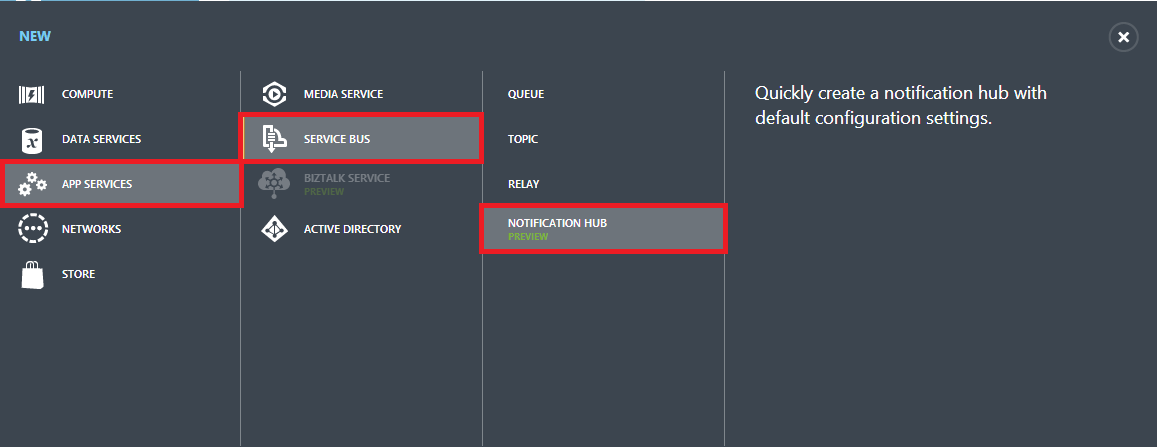 NEW
COMPUTE
DATA SERVICES
APP SERVICES
NETWORKS
STORE
MEDIA SERVICE
SERVICE BUS
BIZTALK SERVICE
PREVIEW
ACTIVE DIRECTORY
QUEUE
TOPIC
RELAY
NOTIFICATION HUB
PREVIEW
Quickly create a notification hub with
default configuration settings.